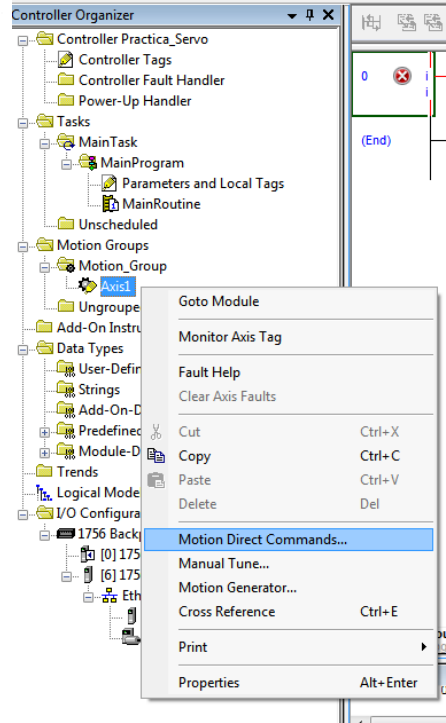 Controller Organizer
Controller Practica_Servo
Controller Tags
Controller Fault Handler
Power-Up Handler
Tasks
MainTask
MainProgram
Parameters and Local Tags
MainRoutine
Unscheduled
Motion Groups
Motion_Group
Axis1
Ungroupe
Add-On Instru
Data Types
User-Defin
Strings
Add-On-D
Predefined
Module-D
Trends
Logical Mode
I/O Configura
1756 Back
[0] 175
[6] 175
Eth
Goto Module
Monitor Axis Tag
Fault Help
Clear Axis Faults
Cut Ctrl+X
Copy Ctrl+C
Paste Ctrl+V
Delete Del
Motion Direct Commands...
Manual Tune...
Motion Generator...
Cross Reference Ctrl+E
Print
Properties Alt+Enter
0
i
i
(End)